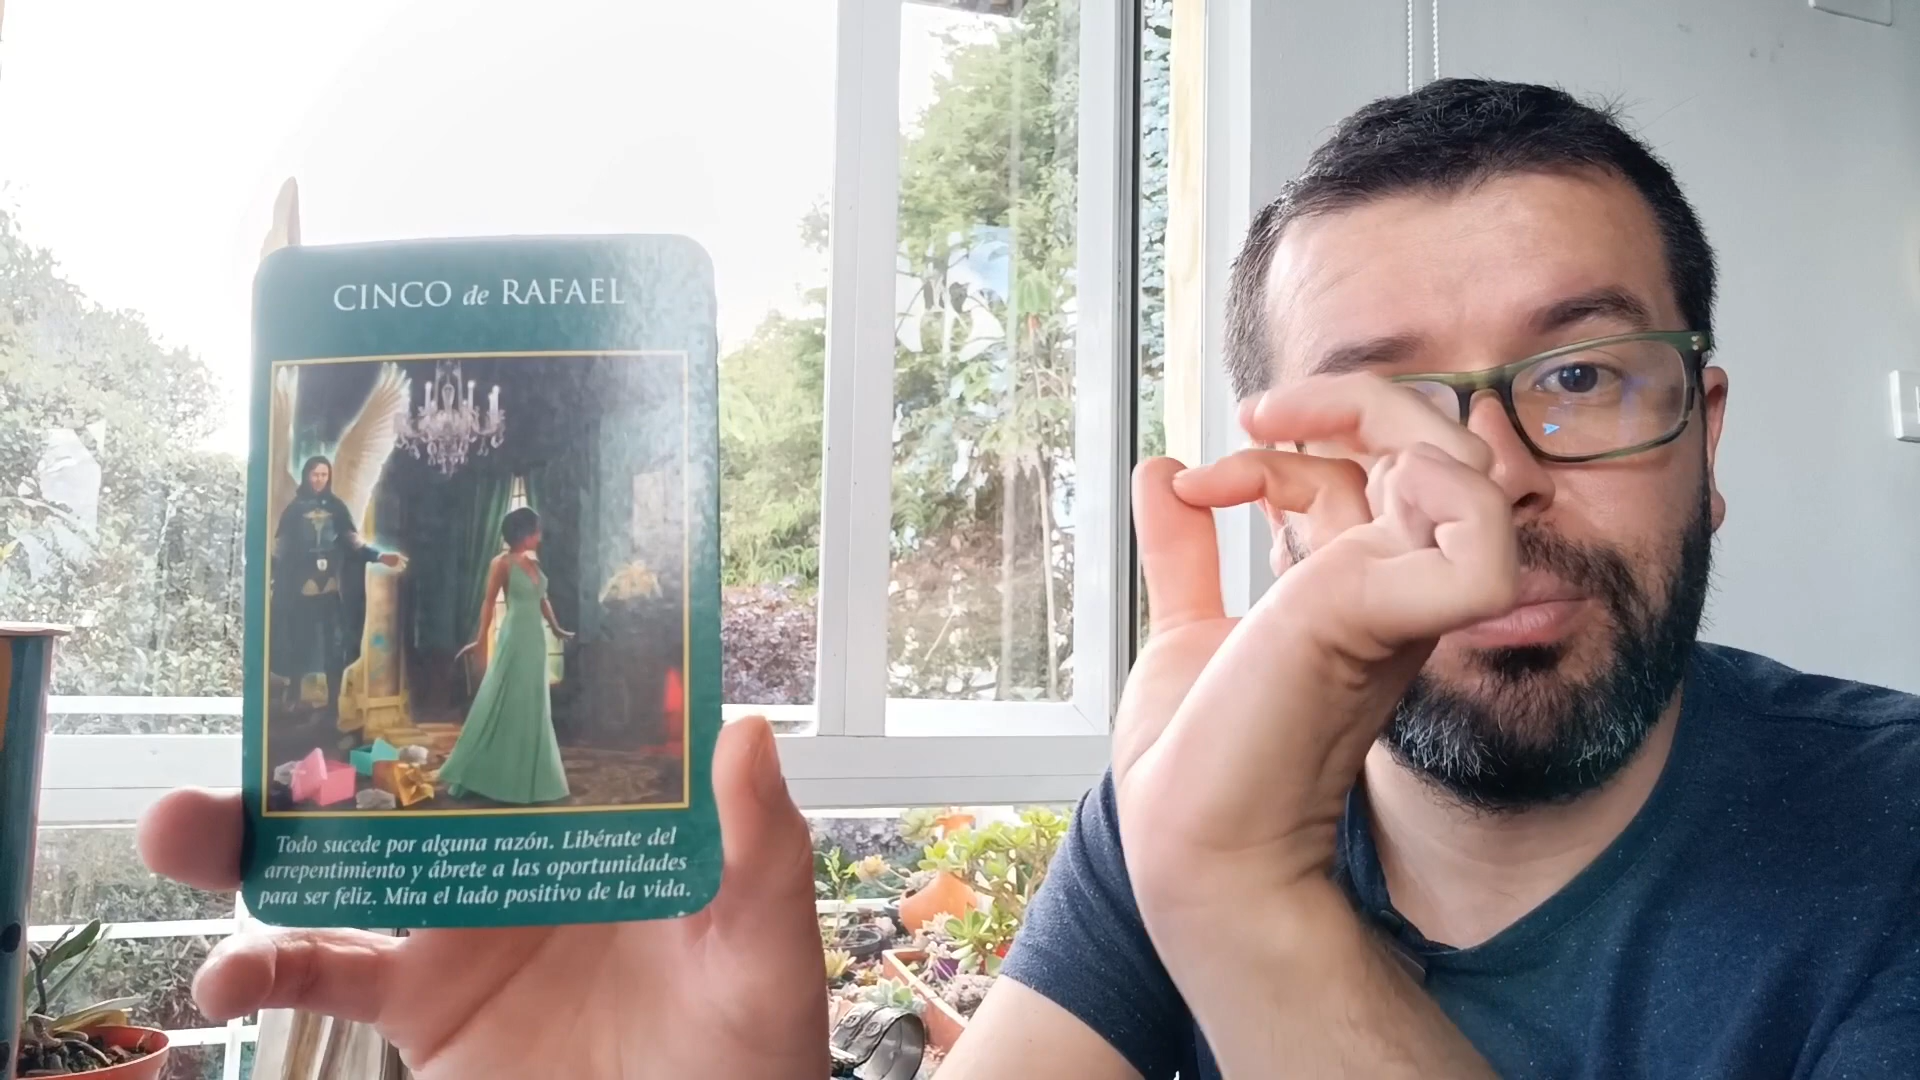 CINCO de RAFAEL
Todo sucede por alguna razón. Libérate del
arrepentimiento y ábrete a las oportunidades
para ser feliz. Mira el lado positivo de la vida.